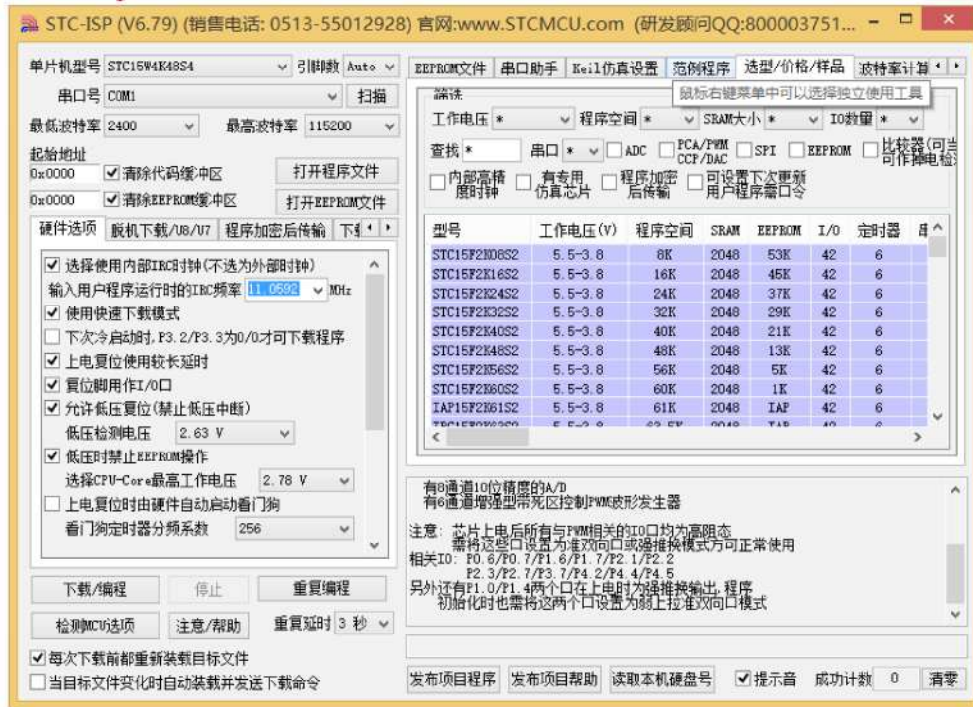 STC-ISP (V6.79) (销售电话: 0513-55012928) 官网:www.STCMCU.com (研发顾问QQ:800003751...
单片机型号 STC15W4K48S4 引脚数 Auto
串口号 COM1 扫描
最低波特率 2400 最高波特率 115200
起始地址
0x0000 清除代码缓冲区 打开程序文件
0x0000 清除EEPROM缓冲区 打开EEPROM文件
硬件选项 脱机下载/U8/U7 程序加密后传输
选择使用内部IRC时钟(不选为外部时钟)
输入用户程序运行时的IRC频率 11.0592 MHz
使用快速下载模式
下次冷启动时,P3.2/P3.3为0/0才可下载程序
上电复位使用较长延时
复位脚用作I/O口
允许低压复位(禁止低压中断)
低压检测电压 2.63 V
低压时禁止EEPROM操作
选择CPU-Core最高工作电压 2.78 V
上电复位时由硬件自动启动看门狗
看门狗定时器分频系数 256
下载/编程 停止 重复编程
检测MCU选项 注意/帮助 重复延时 3 秒
每次下载前都重新装载目标文件
当目标文件变化时自动装载并发送下载命令
EEPROM文件 串口助手 Keil仿真设置 范例程序 选型/价格/样品 波特率计算
鼠标右键菜单中可以选择独立使用工具
工作电压 * 程序空间 * SRAM大小 * IO数量 *
查找 * 串口 * ADC PCA/PWM CCP/DAC SPI EEPROM 比较器(可当 可作掉电检
内部高精度时钟 有专用仿真芯片 程序加密后传输 可设置下次更新用户程序需口令
型号 工作电压(V) 程序空间 SRAM EEPROM I/O 定时器
STC15F2K08S2 5.5-3.8 8K 2048 53K 42 6
STC15F2K16S2 5.5-3.8 16K 2048 45K 42 6
STC15F2K24S2 5.5-3.8 24K 2048 37K 42 6
STC15F2K32S2 5.5-3.8 32K 2048 29K 42 6
STC15F2K40S2 5.5-3.8 40K 2048 21K 42 6
STC15F2K48S2 5.5-3.8 48K 2048 13K 42 6
STC15F2K56S2 5.5-3.8 56K 2048 5K 42 6
STC15F2K60S2 5.5-3.8 60K 2048 1K 42 6
IAP15F2K61S2 5.5-3.8 61K 2048 IAP 42 6
有8通道10位精度的A/D
有6通道增强型带死区控制PWM波形发生器
注意: 芯片上电后所有与PWM相关的IO口均为高阻态
需将这些口设置为准双向口或强推挽模式方可正常使用
相关IO: P0.6/P0.7/P1.6/P1.7/P2.1/P2.2
P2.3/P2.7/P3.7/P4.2/P4.4/P4.5
另外还有P1.0/P1.4两个口在上电时为强推挽输出,程序
初始化时也需将这两个口设置为弱上拉准双向口模式
发布项目程序 发布项目帮助 读取本机硬盘号 提示音 成功计数 0 清零